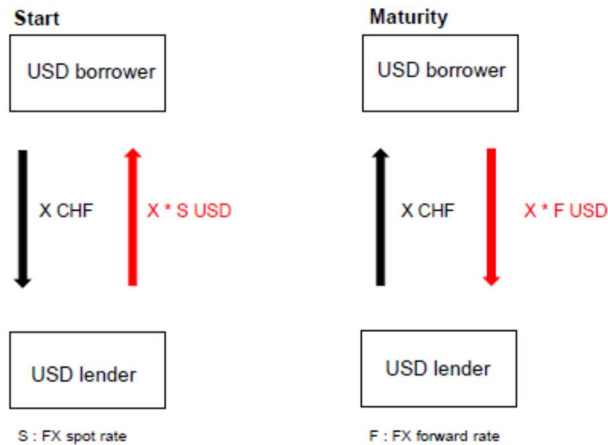 Start
USD borrower
X CHF
X * S USD
USD lender
S : FX spot rate
Maturity
USD borrower
X CHF
X * F USD
USD lender
F : FX forward rate